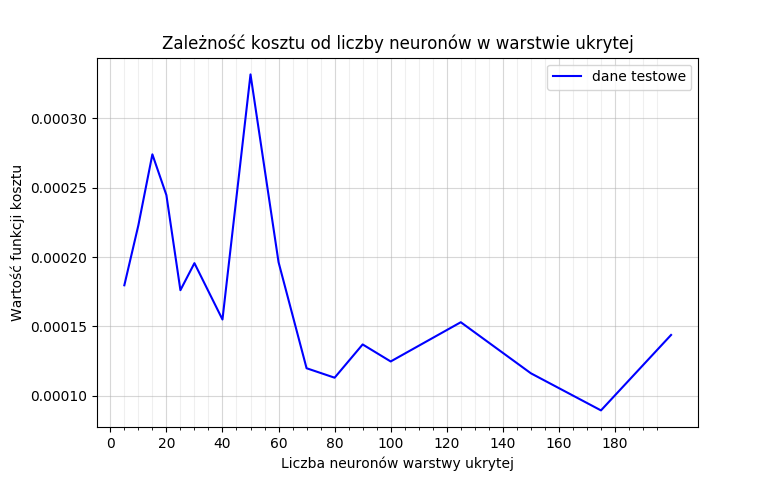 Zależność kosztu od liczby neuronów w warstwie ukrytej
dane testowe
0.00030
0.00025
0.00020
0.00015
0.00010
Wartość funkcji kosztu
0 20 40 60 80 100 120 140 160 180
Liczba neuronów warstwy ukrytej